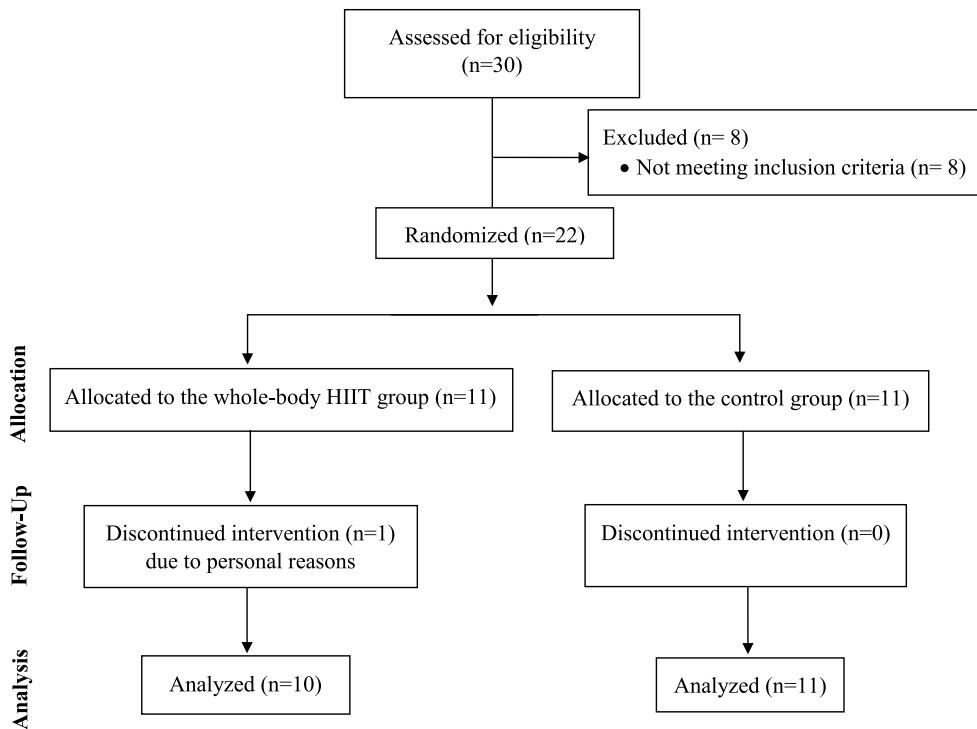 Assessed for eligibility
(n=30)
Excluded (n= 8)
• Not meeting inclusion criteria (n= 8)
Randomized (n=22)
Allocation
Allocated to the whole-body HIIT group (n=11)
Allocated to the control group (n=11)
Follow-Up
Discontinued intervention (n=1)
due to personal reasons
Discontinued intervention (n=0)
Analysis
Analyzed (n=10)
Analyzed (n=11)